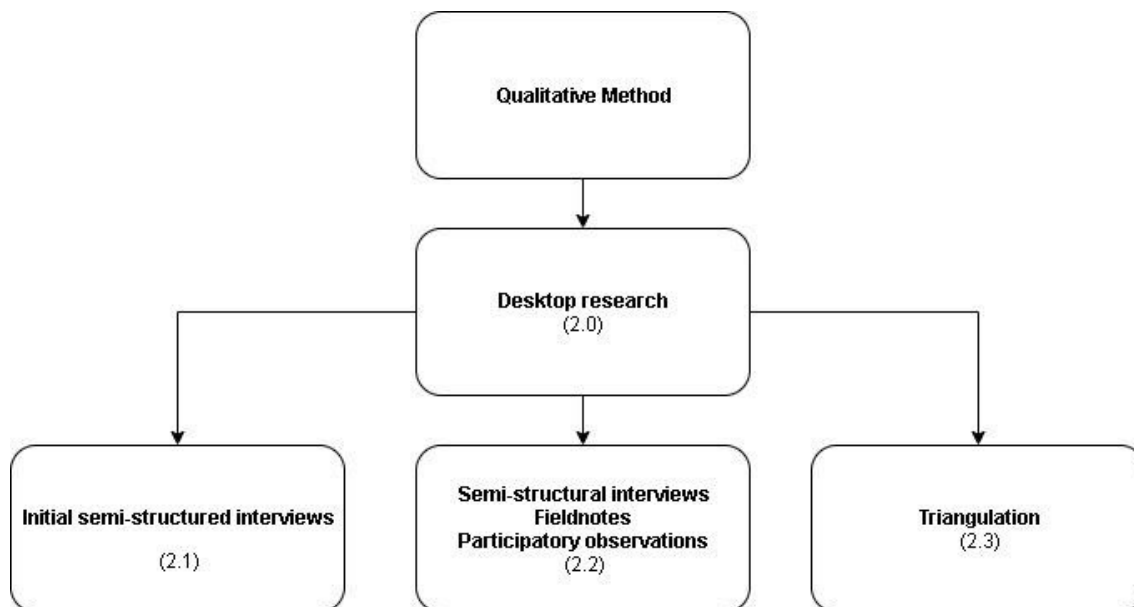 Qualitative Method
Desktop research
(2.0)
Initial semi-structured interviews
(2.1)
Semi-structural interviews
Fieldnotes
Participatory observations
(2.2)
Triangulation
(2.3)